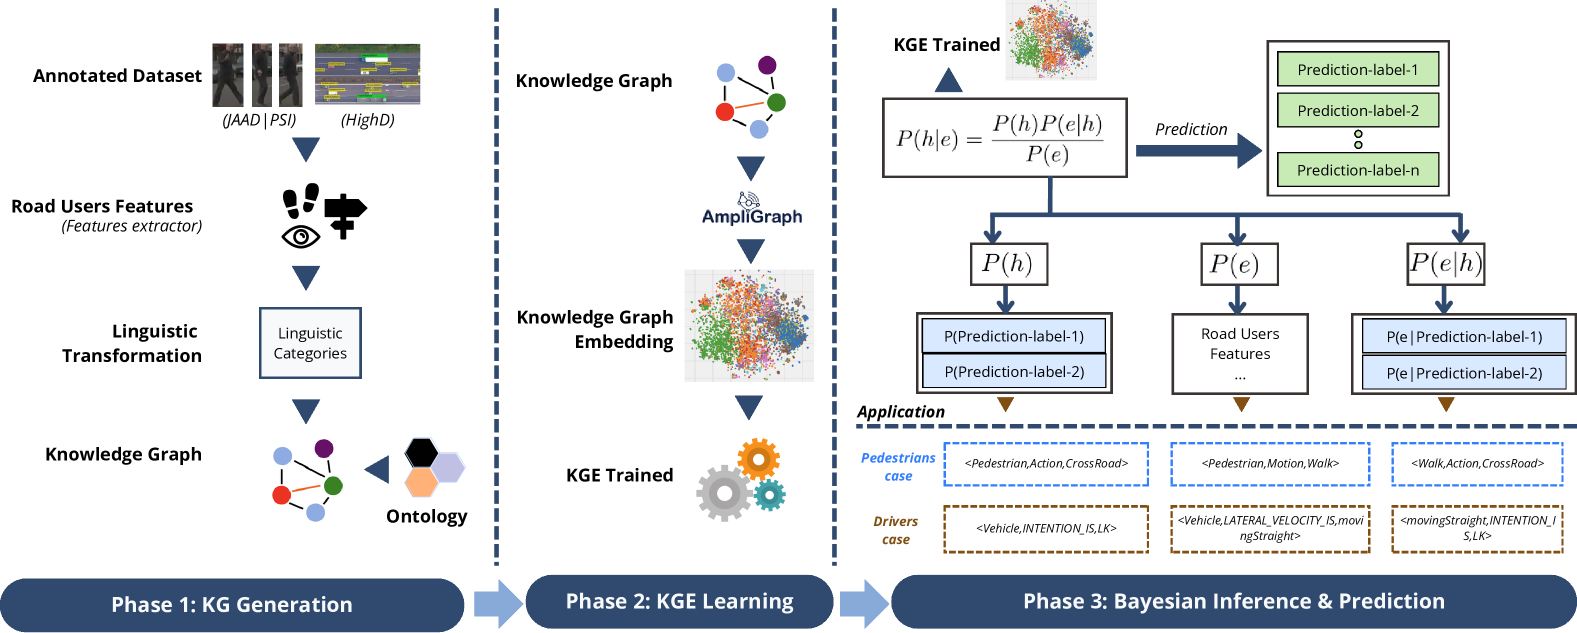 Annotated Dataset
(JAAD|PSI)
(HighD)
Road Users Features
(Features extractor)
Linguistic
Transformation
Linguistic
Categories
Knowledge Graph
Ontology
Phase 1: KG Generation
Knowledge Graph
AmpliGraph
Knowledge Graph
Embedding
KGE Trained
Phase 2: KGE Learning
KGE Trained
P(h|e) = P(h)P(e|h) / P(e)
Prediction
Prediction-label-1
Prediction-label-2
Prediction-label-n
P(h)
P(e)
P(e|h)
P(Prediction-label-1)
P(Prediction-label-2)
Road Users
Features
...
P(e|Prediction-label-1)
P(e|Prediction-label-2)
Application
Pedestrians
case
<Pedestrian,Action,CrossRoad>
<Pedestrian,Motion,Walk>
<Walk,Action,CrossRoad>
Drivers
case
<Vehicle,INTENTION_IS,LK>
<Vehicle,LATERAL_VELOCITY_IS,movi
ngStraight>
<movingStraight,INTENTION_I
S,LK>
Phase 3: Bayesian Inference & Prediction